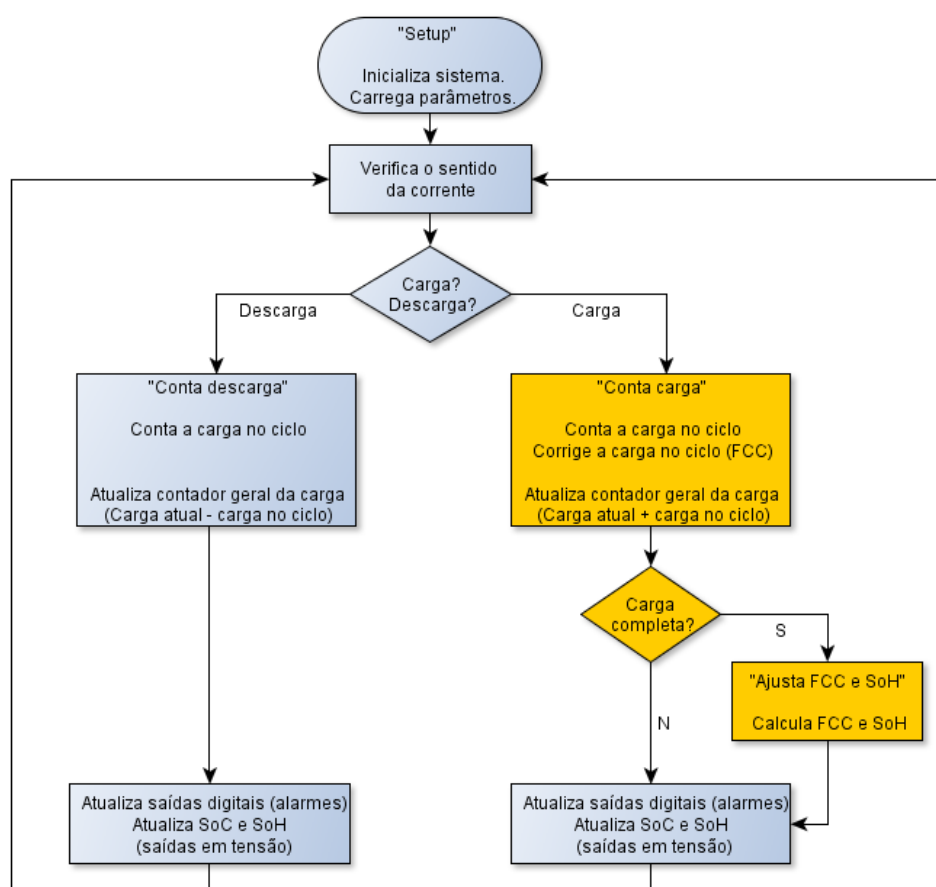 "Setup"
Inicializa sistema.
Carrega parâmetros.
Verifica o sentido
da corrente
Carga?
Descarga?
Descarga
Carga
"Conta descarga"
Conta a carga no ciclo
Atualiza contador geral da carga
(Carga atual - carga no ciclo)
"Conta carga"
Conta a carga no ciclo
Corrige a carga no ciclo (FCC)
Atualiza contador geral da carga
(Carga atual + carga no ciclo)
Carga
completa?
S
"Ajusta FCC e SoH"
Calcula FCC e SoH
N
Atualiza saídas digitais (alarmes)
Atualiza SoC e SoH
(saídas em tensão)
Atualiza saídas digitais (alarmes)
Atualiza SoC e SoH
(saídas em tensão)